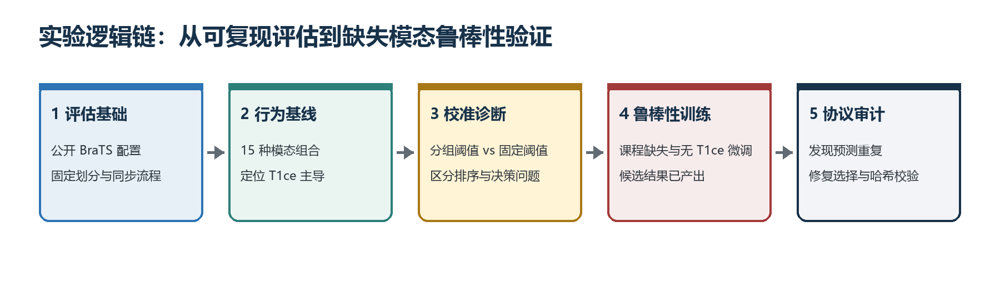 实验逻辑链：从可复现评估到缺失模态鲁棒性验证
1 评估基础
公开 BraTS 配置
固定划分与同步流程
2 行为基线
15 种模态组合
定位 T1ce 主导
3 校准诊断
分组阈值 vs 固定阈值
区分排序与决策问题
4 鲁棒性训练
课程缺失与无 T1ce 微调
候选结果已产出
5 协议审计
发现预测重复
修复选择与哈希校验